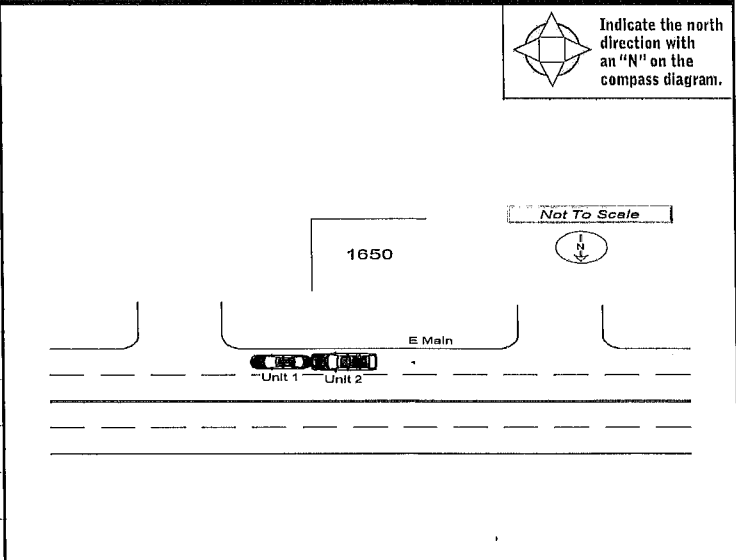 Indicate the north
direction with
an "N" on the
compass diagram.
Not To Scale
N
1650
E Main
Unit 1
Unit 2